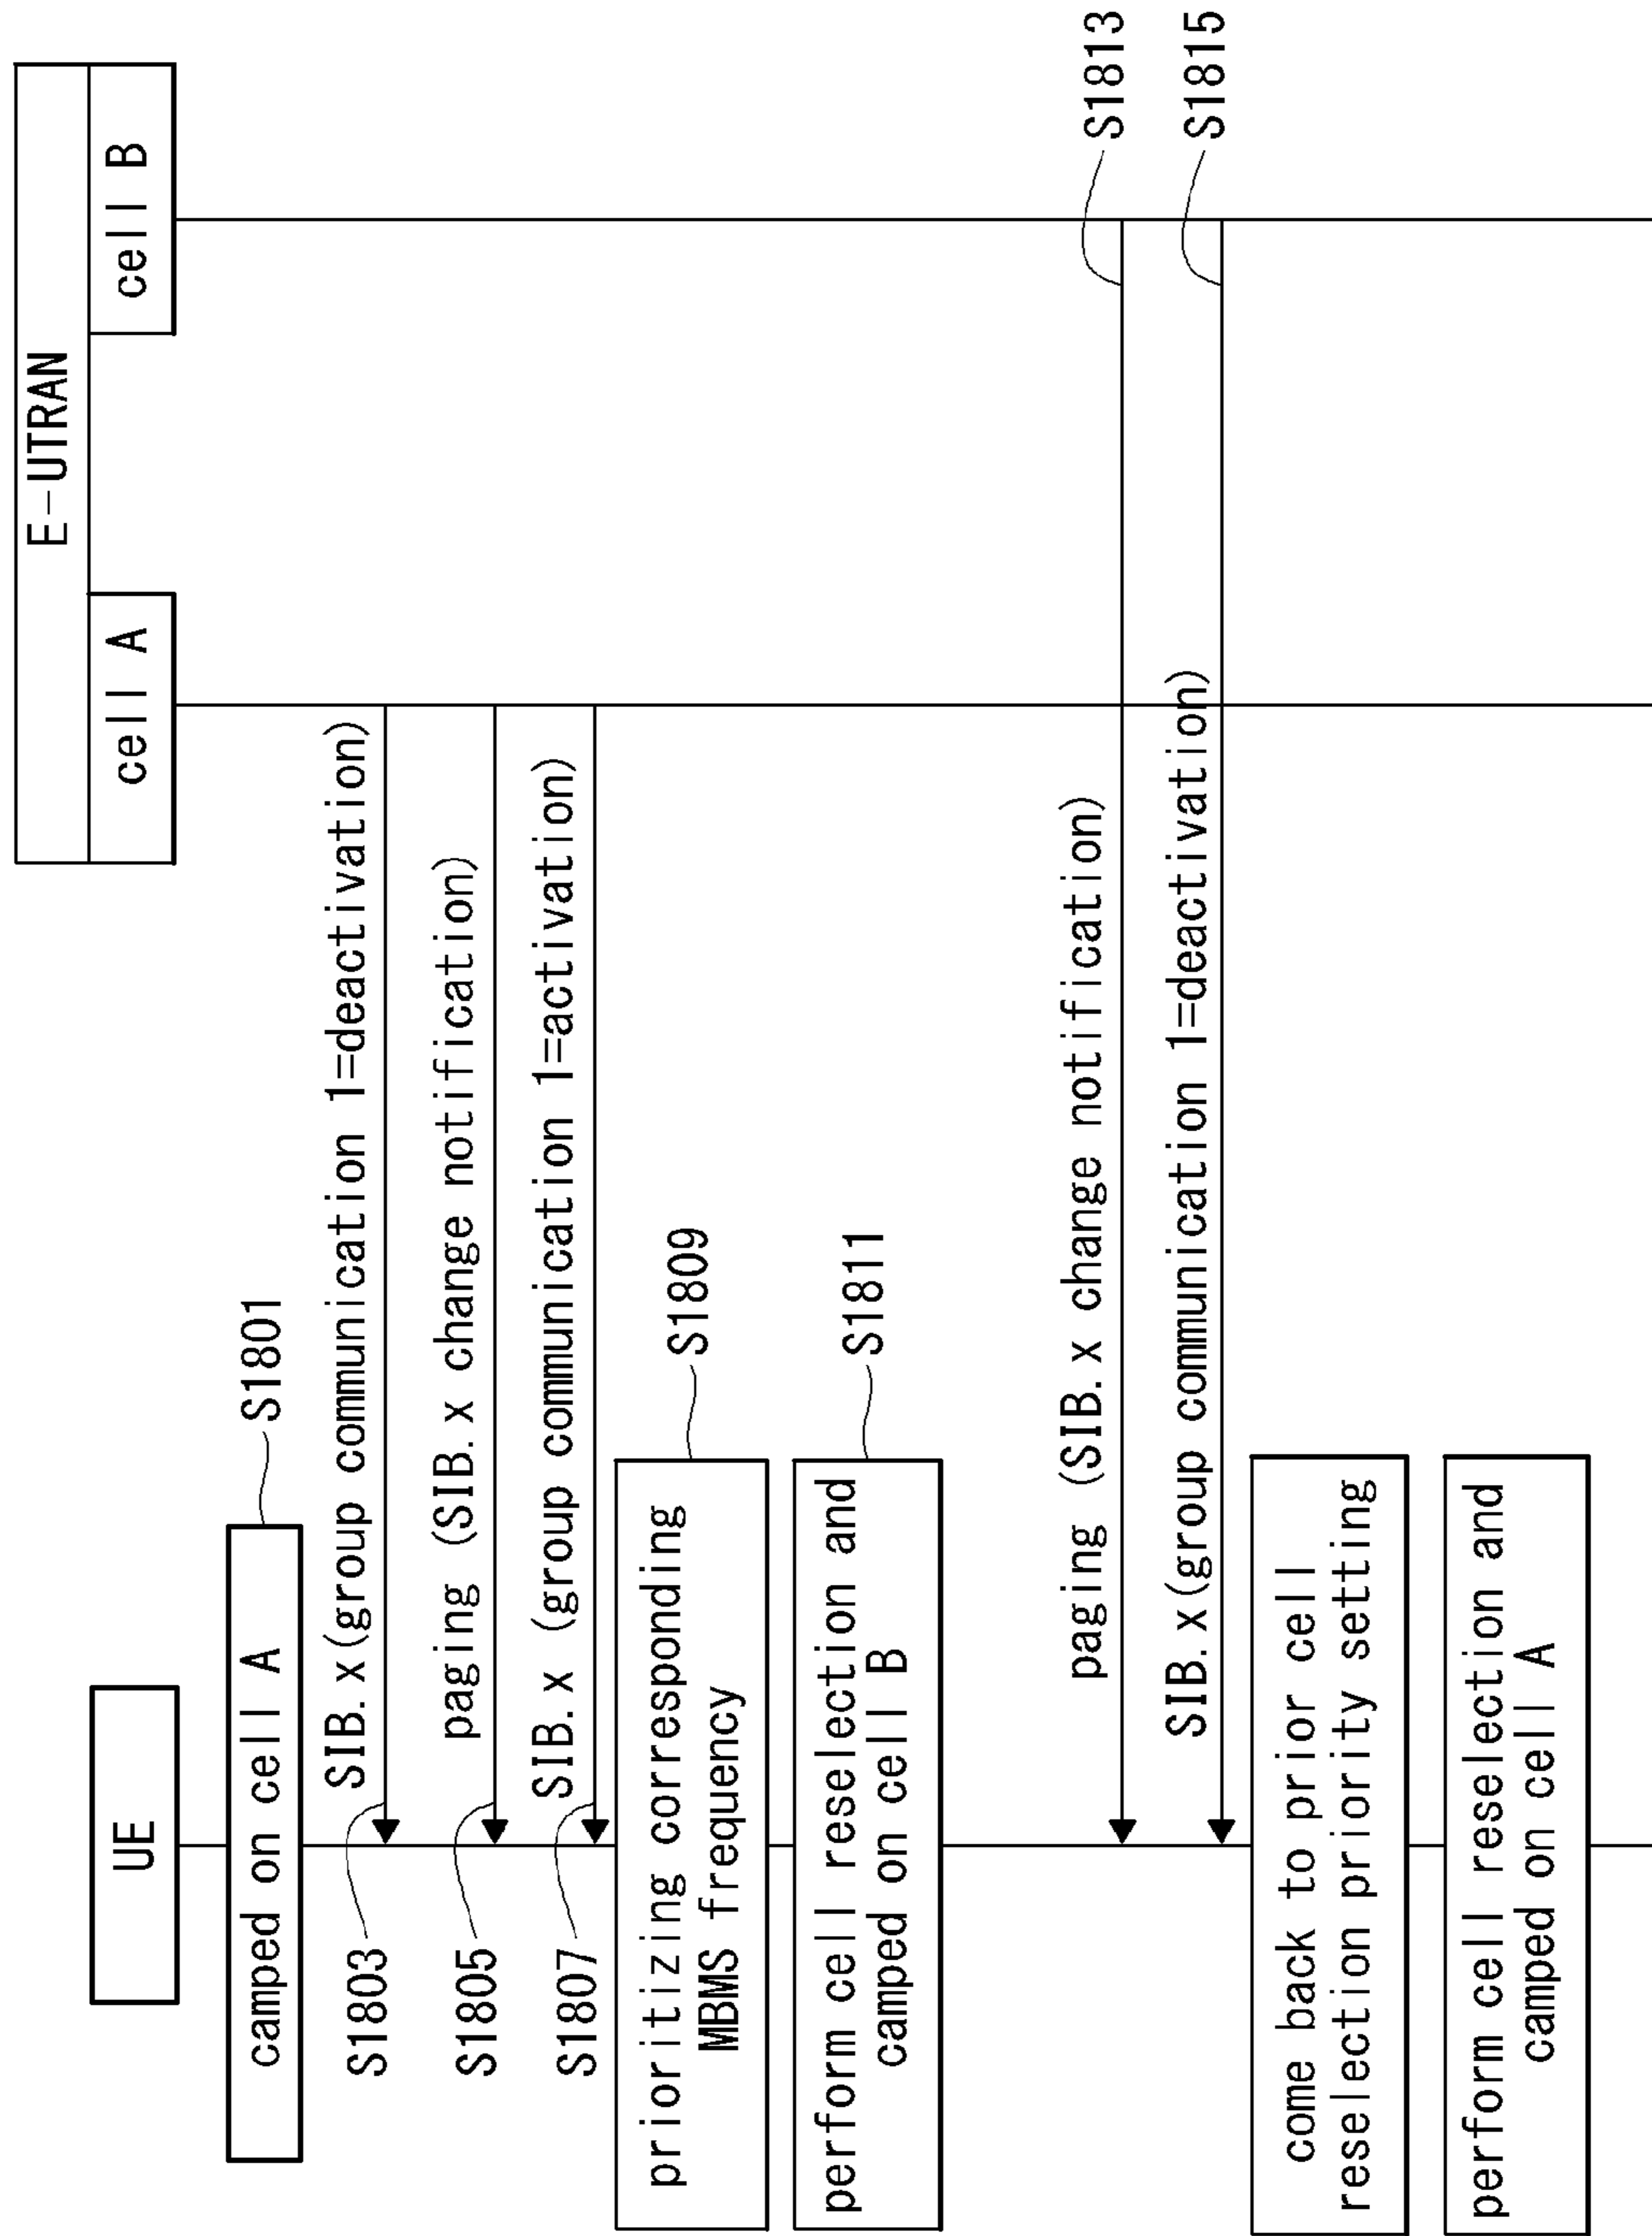 E-UTRAN
UE
cell A
cell B
camped on cell A
S1801
SIB. x(group communication 1=deactivation)
S1803
paging (SIB. x change notification)
S1805
SIB. x (group communication 1=activation)
S1807
prioritizing corresponding
MBMS frequency
S1809
perform cell reselection and
camped on cell B
S1811
paging (SIB. x change notification)
S1813
SIB. x(group communication 1=deactivation)
S1815
come back to prior cell
reselection priority setting
perform cell reselection and
camped on cell A